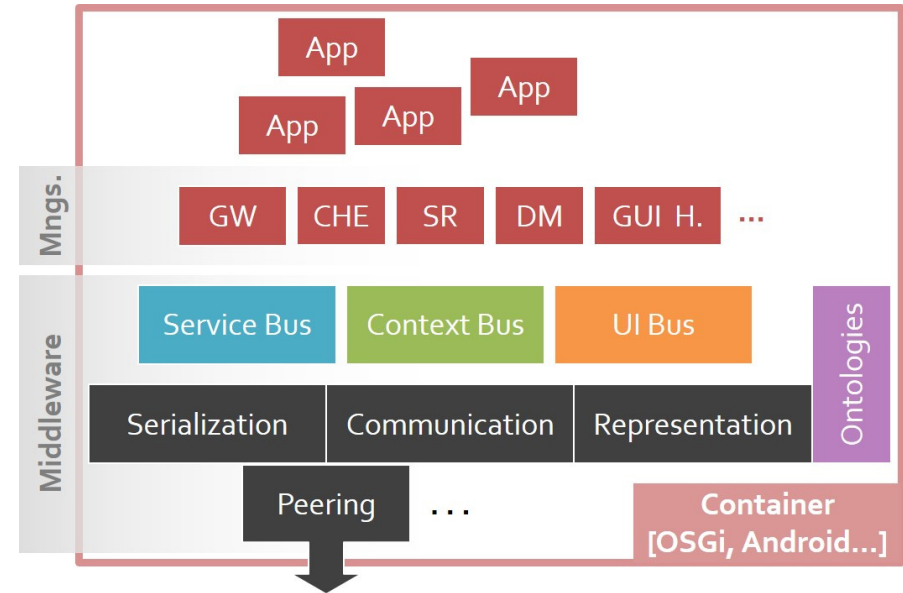 App
App
App
App
Mngs.
GW
CHE
SR
DM
GUI H.
...
Middleware
Service Bus
Context Bus
UI Bus
Ontologies
Serialization
Communication
Representation
Peering
...
Container
[OSGi, Android...]